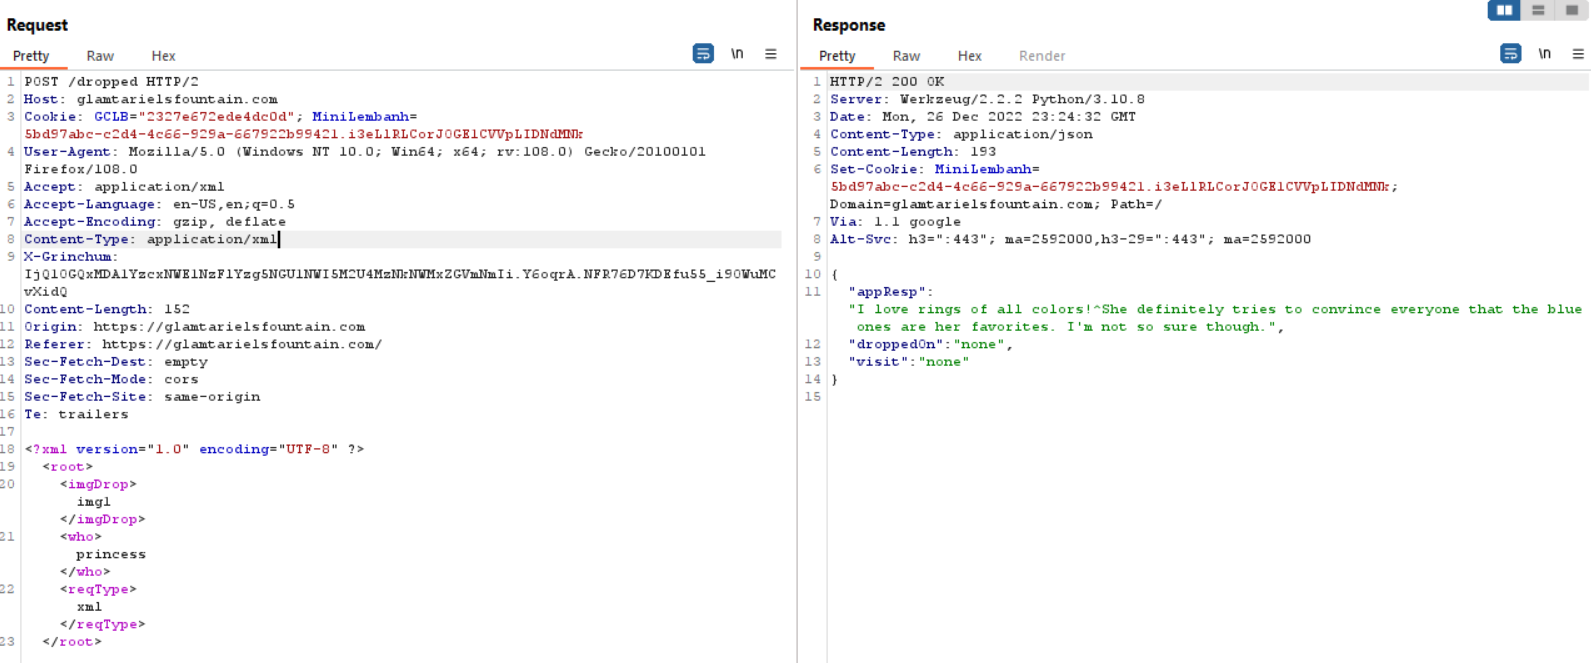 Request
Pretty Raw Hex \n
1 POST /dropped HTTP/2
2 Host: glamtarielsfountain.com
3 Cookie: GCLB="2327e672ede4dc0d"; MiniLembanh=
5bd97abc-c2d4-4c66-929a-667922b99421.i3eL1RLCorJ0GE1CVVpLIDNdMNk
4 User-Agent: Mozilla/5.0 (Windows NT 10.0; Win64; x64; rv:108.0) Gecko/20100101
Firefox/108.0
5 Accept: application/xml
6 Accept-Language: en-US,en;q=0.5
7 Accept-Encoding: gzip, deflate
8 Content-Type: application/xml
9 X-Grinchum:
IjQ10GQxMDA1YzcxNWE1NzF1Yzg5NGU1NWI5M2U4MzNkNWMxZGVmNmIi.Y6oqrA.NFR76D7KDEfu55_i90WuMC
vXidQ
10 Content-Length: 152
11 Origin: https://glamtarielsfountain.com
12 Referer: https://glamtarielsfountain.com/
13 Sec-Fetch-Dest: empty
14 Sec-Fetch-Mode: cors
15 Sec-Fetch-Site: same-origin
16 Te: trailers
17
18 <?xml version="1.0" encoding="UTF-8" ?>
19 <root>
20 <imgDrop>
img1
</imgDrop>
21 <who>
princess
</who>
22 <reqType>
xml
</reqType>
23 </root>
Response
Pretty Raw Hex Render \n
1 HTTP/2 200 OK
2 Server: Werkzeug/2.2.2 Python/3.10.8
3 Date: Mon, 26 Dec 2022 23:24:32 GMT
4 Content-Type: application/json
5 Content-Length: 193
6 Set-Cookie: MiniLembanh=
5bd97abc-c2d4-4c66-929a-667922b99421.i3eL1RLCorJ0GE1CVVpLIDNdMNk;
Domain=glamtarielsfountain.com; Path=/
7 Via: 1.1 google
8 Alt-Svc: h3=":443"; ma=2592000,h3-29=":443"; ma=2592000
9
10 {
11 "appResp":
"I love rings of all colors!^She definitely tries to convince everyone that the blue
ones are her favorites. I'm not so sure though.",
12 "droppedOn":"none",
13 "visit":"none"
14 }
15